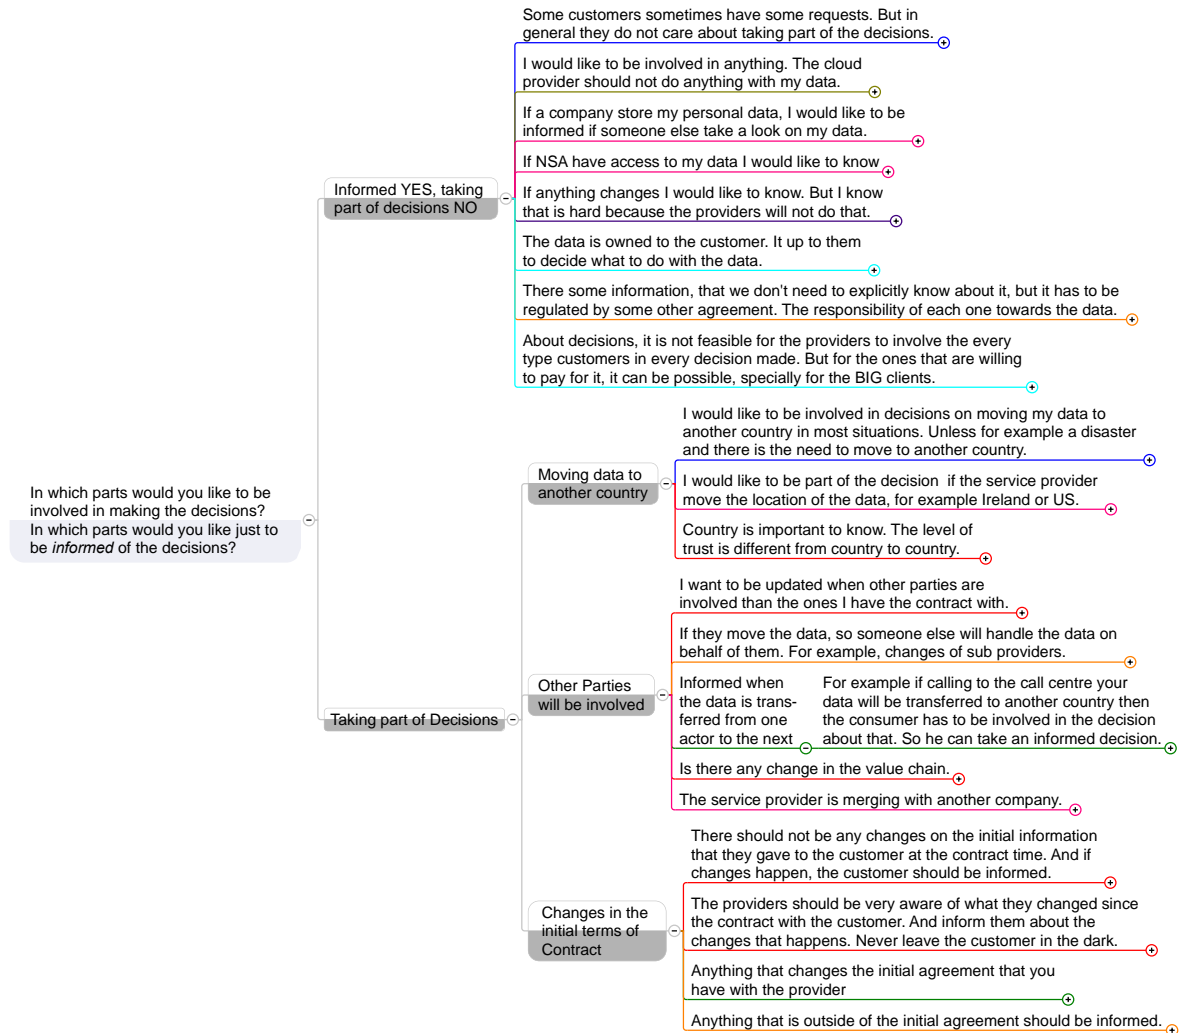 Some customers sometimes have some requests. But in
general they do not care about taking part of the decisions.
I would like to be involved in anything. The cloud
provider should not do anything with my data.
If a company store my personal data, I would like to be
informed if someone else take a look on my data.
If NSA have access to my data I would like to know
Informed YES, taking
part of decisions NO
If anything changes I would like to know. But I know
that is hard because the providers will not do that.
The data is owned to the customer. It up to them
to decide what to do with the data.
There some information, that we don't need to explicitly know about it, but it has to be
regulated by some other agreement. The responsibility of each one towards the data.
About decisions, it is not feasible for the providers to involve the every
type customers in every decision made. But for the ones that are willing
to pay for it, it can be possible, specially for the BIG clients.
In which parts would you like to be
involved in making the decisions?
In which parts would you like just to
be informed of the decisions?
I would like to be involved in decisions on moving my data to
another country in most situations. Unless for example a disaster
and there is the need to move to another country.
Moving data to
another country
I would like to be part of the decision  if the service provider
move the location of the data, for example Ireland or US.
Country is important to know. The level of
trust is different from country to country.
I want to be updated when other parties are
involved than the ones I have the contract with.
If they move the data, so someone else will handle the data on
behalf of them. For example, changes of sub providers.
Other Parties
will be involved
Informed when
the data is trans-
ferred from one
actor to the next
For example if calling to the call centre your
data will be transferred to another country then
the consumer has to be involved in the decision
about that. So he can take an informed decision.
Taking part of Decisions
Is there any change in the value chain.
The service provider is merging with another company.
There should not be any changes on the initial information
that they gave to the customer at the contract time. And if
changes happen, the customer should be informed.
Changes in the
initial terms of
Contract
The providers should be very aware of what they changed since
the contract with the customer. And inform them about the
changes that happens. Never leave the customer in the dark.
Anything that changes the initial agreement that you
have with the provider
Anything that is outside of the initial agreement should be informed.